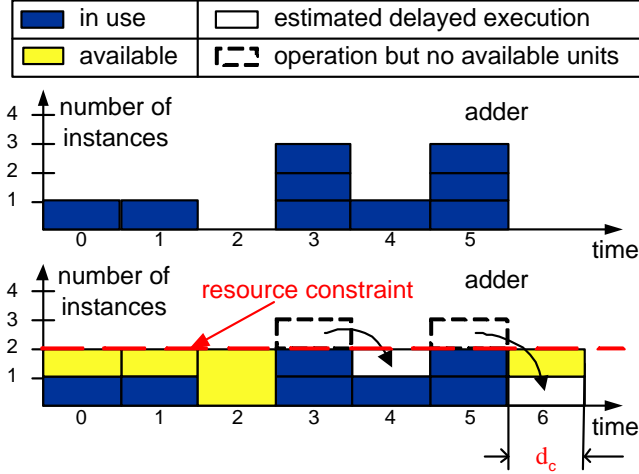 in use estimated delayed execution
available operation but no available units
number of
instances
adder
4
3
2
1
0 1 2 3 4 5
time
number of
instances
adder
resource constraint
4
3
2
1
0 1 2 3 4 5 6
time
d_c